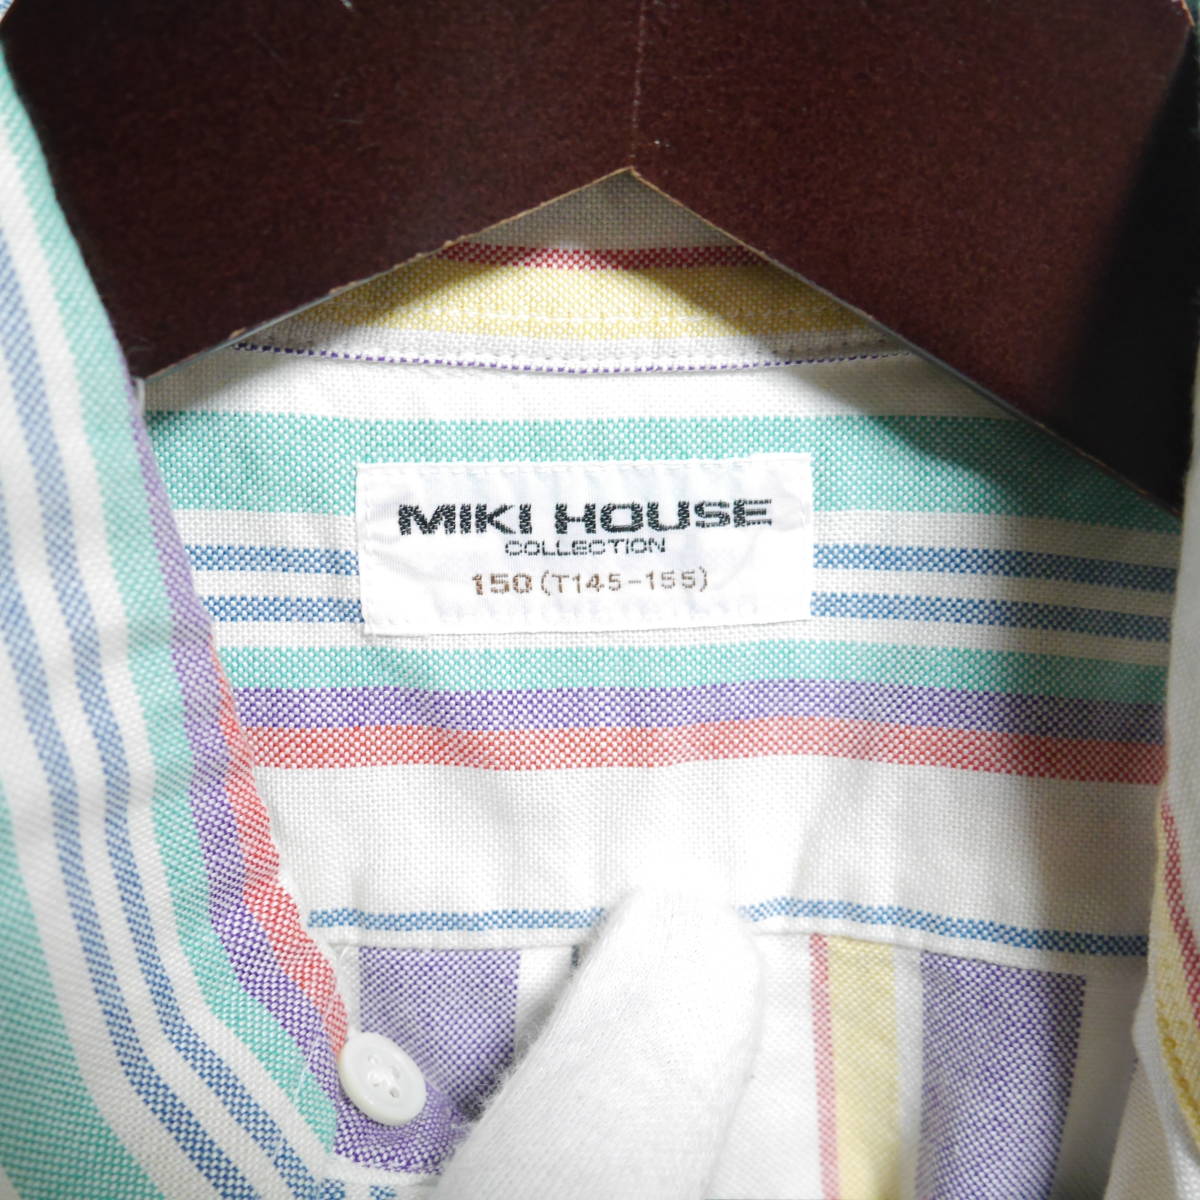 MIKI HOUSE
COLLECTION
150 (T145-155)